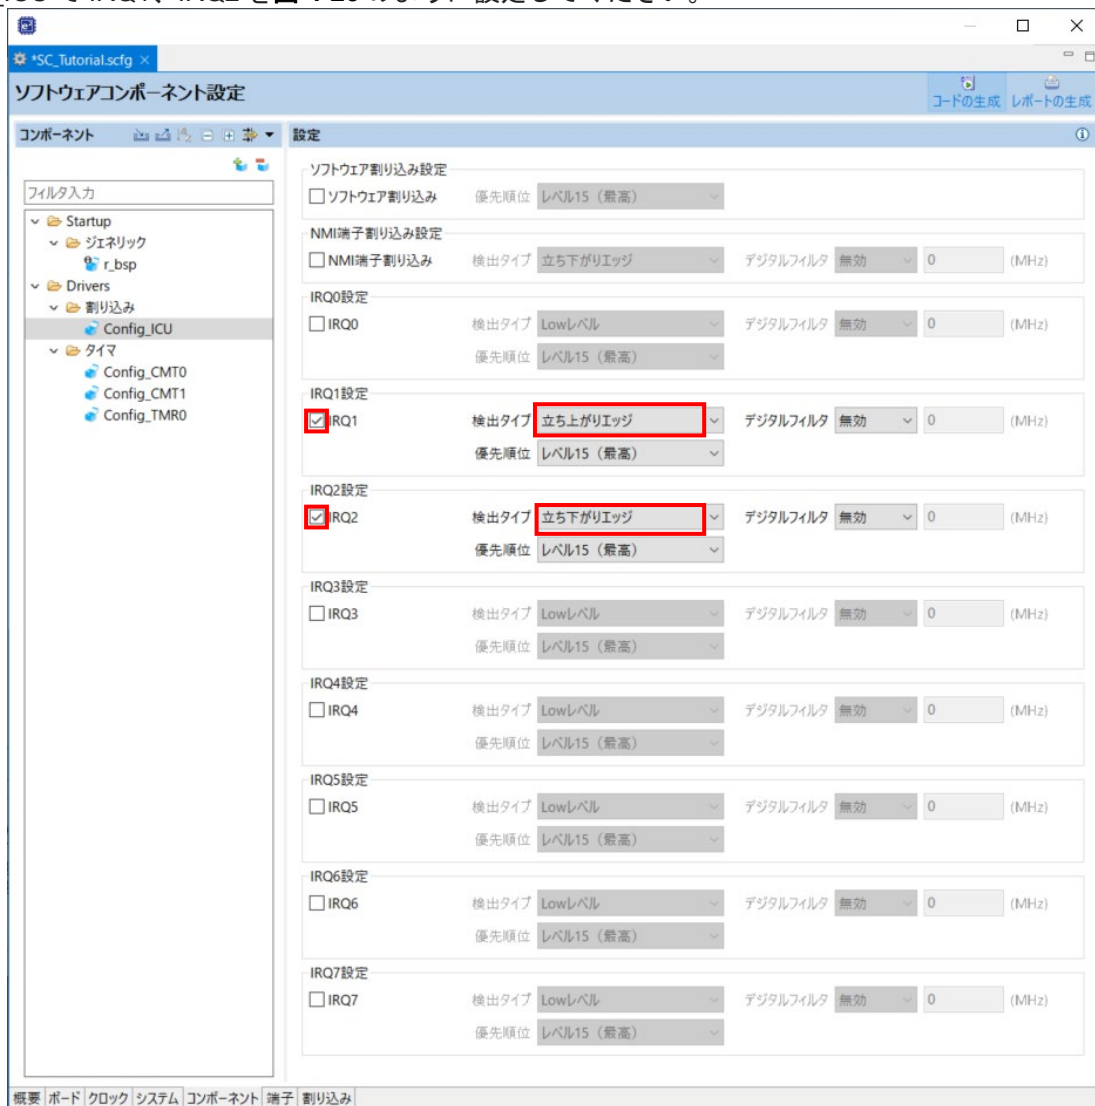 で IRQ1、IRQ2 を図 4-20 のように設定してください。
*SC_Tutorial.scfg
ソフトウェアコンポーネント設定
コードの生成 レポートの生成
コンポーネント
設定
フィルタ入力
Startup
ジェネリック
r_bsp
Drivers
割り込み
Config_ICU
タイマ
Config_CMT0
Config_CMT1
Config_TMR0
ソフトウェア割り込み設定
ソフトウェア割り込み 優先順位 レベル15（最高）
NMI端子割り込み設定
NMI端子割り込み 検出タイプ 立ち下がりエッジ デジタルフィルタ 無効 0 (MHz)
IRQ0設定
IRQ0 検出タイプ Lowレベル デジタルフィルタ 無効 0 (MHz)
優先順位 レベル15（最高）
IRQ1設定
IRQ1 検出タイプ 立ち上がりエッジ デジタルフィルタ 無効 0 (MHz)
優先順位 レベル15（最高）
IRQ2設定
IRQ2 検出タイプ 立ち下がりエッジ デジタルフィルタ 無効 0 (MHz)
優先順位 レベル15（最高）
IRQ3設定
IRQ3 検出タイプ Lowレベル デジタルフィルタ 無効 0 (MHz)
優先順位 レベル15（最高）
IRQ4設定
IRQ4 検出タイプ Lowレベル デジタルフィルタ 無効 0 (MHz)
優先順位 レベル15（最高）
IRQ5設定
IRQ5 検出タイプ Lowレベル デジタルフィルタ 無効 0 (MHz)
優先順位 レベル15（最高）
IRQ6設定
IRQ6 検出タイプ Lowレベル デジタルフィルタ 無効 0 (MHz)
優先順位 レベル15（最高）
IRQ7設定
IRQ7 検出タイプ Lowレベル デジタルフィルタ 無効 0 (MHz)
優先順位 レベル15（最高）
概要 ボード クロック システム コンポーネント 端子 割り込み